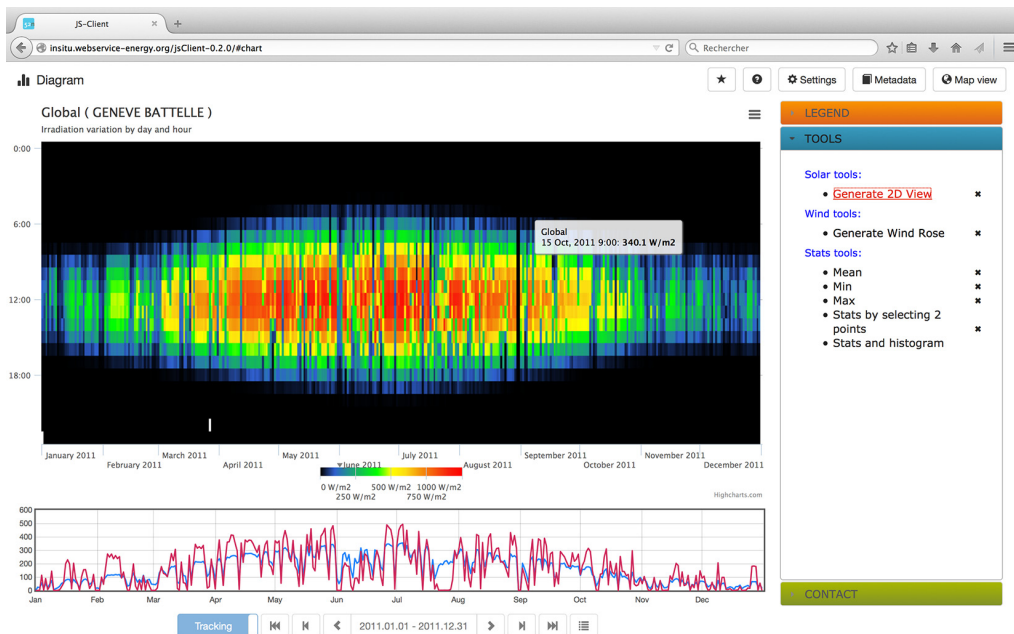 JS-Client
insitu.webservice-energy.org/jsClient-0.2.0/#chart
Rechercher
Diagram
Settings
Metadata
Map view
Global ( GENEVE BATTELLE )
Irradiation variation by day and hour
0:00
6:00
12:00
18:00
Global
15 Oct, 2011 9:00: 340.1 W/m2
January 2011
February 2011
March 2011
April 2011
May 2011
June 2011
July 2011
August 2011
September 2011
October 2011
November 2011
December 2011
0 W/m2
250 W/m2
500 W/m2
750 W/m2
1000 W/m2
Highcharts.com
600
500
400
300
200
100
0
Jan
Feb
Mar
Apr
May
Jun
Jul
Aug
Sep
Oct
Nov
Dec
Tracking
2011.01.01 - 2011.12.31
LEGEND
TOOLS
Solar tools:
Generate 2D View
Wind tools:
Generate Wind Rose
Stats tools:
Mean
Min
Max
Stats by selecting 2
points
Stats and histogram
CONTACT